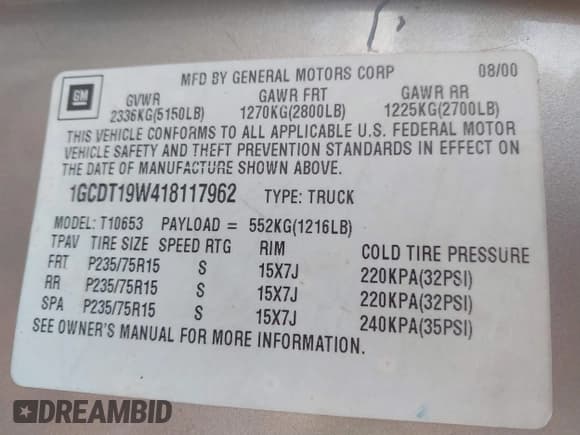 MFD BY GENERAL MOTORS CORP 08/00
GM
GVWR GAWR FRT GAWR RR
2336KG(5150LB) 1270KG(2800LB) 1225KG(2700LB)
THIS VEHICLE CONFORMS TO ALL APPLICABLE U.S. FEDERAL MOTOR
VEHICLE SAFETY AND THEFT PREVENTION STANDARDS IN EFFECT ON
THE DATE OF MANUFACTURE SHOWN ABOVE.
1GCDT19W418117962 TYPE: TRUCK
MODEL: T10653 PAYLOAD = 552KG(1216LB)
TPAV TIRE SIZE SPEED RTG RIM COLD TIRE PRESSURE
FRT P235/75R15 S 15X7J 220KPA(32PSI)
RR P235/75R15 S 15X7J 220KPA(32PSI)
SPA P235/75R15 S 15X7J 240KPA(35PSI)
SEE OWNER'S MANUAL FOR MORE INFORMATION.
DREAMBID